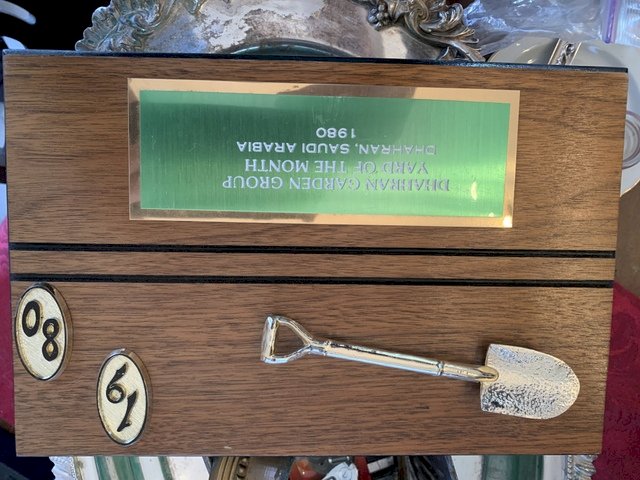 DHAHRAN GARDEN GROUP
YARD OF THE MONTH
DHAHRAN, SAUDI ARABIA
1980
19
80